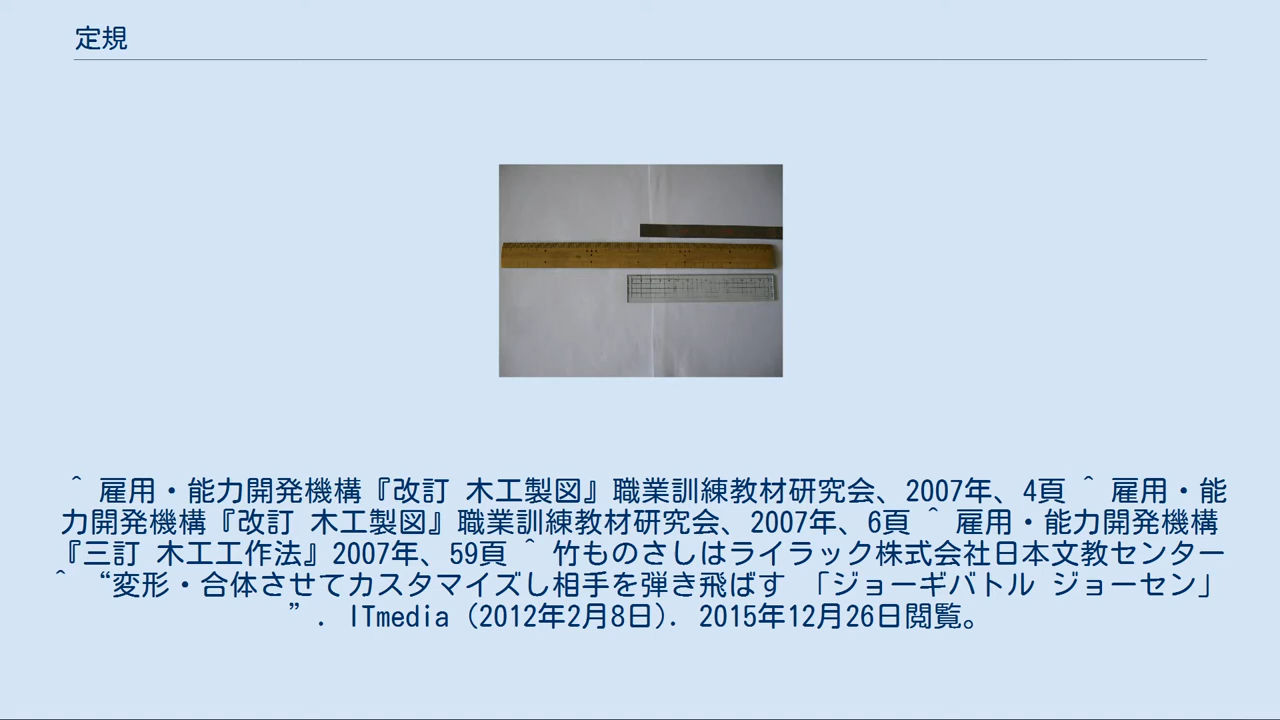 定規
^ 雇用・能力開発機構『改訂 木工製図』職業訓練教材研究会、2007年、4頁 ^ 雇用・能
力開発機構『改訂 木工製図』職業訓練教材研究会、2007年、6頁 ^ 雇用・能力開発機構
『三訂 木工工作法』2007年、59頁 ^ 竹ものさしはライラック株式会社日本文教センター
^ “変形・合体させてカスタマイズし相手を弾き飛ばす 「ジョーギバトル ジョーセン」
”. ITmedia (2012年2月8日). 2015年12月26日閲覧。